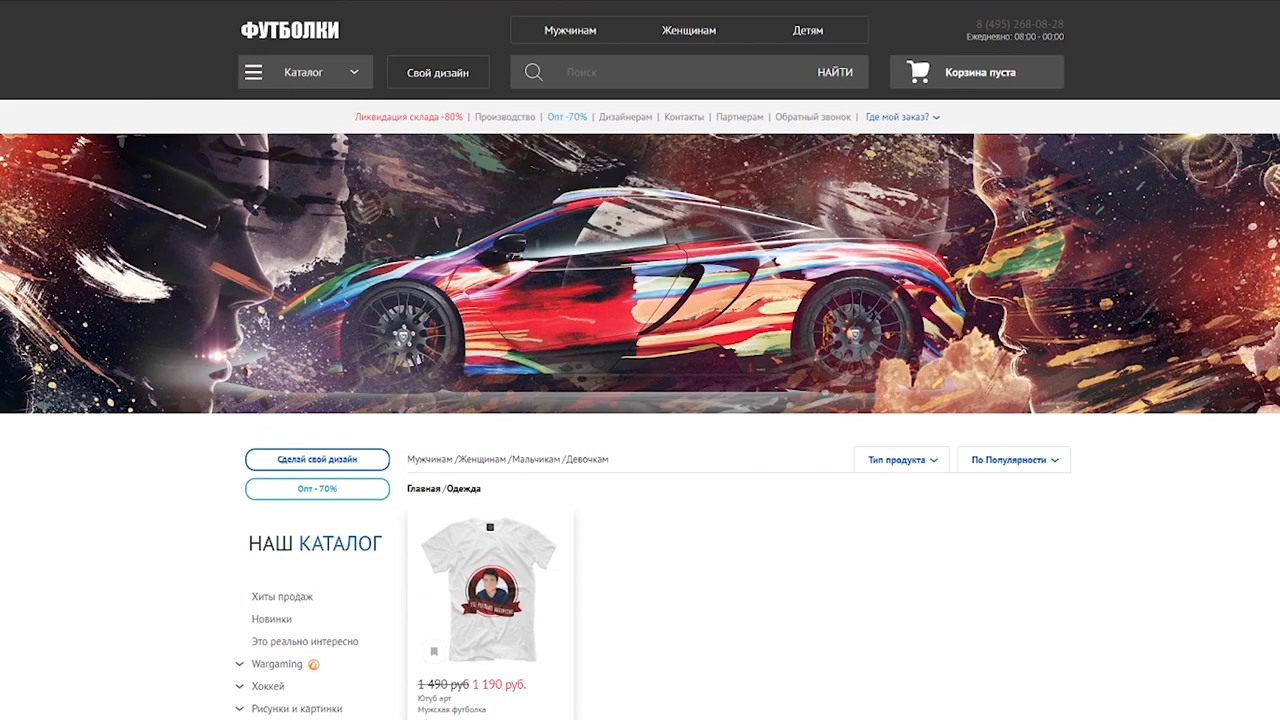 ФУТБОЛКИ
Мужчинам Женщинам Детям
8 (495) 268-08-28
Ежедневно: 08:00 - 00:00
Каталог
Свой дизайн
Поиск
НАЙТИ
Корзина пуста
Ликвидация склада -80% | Производство | Опт -70% | Дизайнерам | Контакты | Партнерам | Обратный звонок | Где мой заказ?
Сделай свой дизайн
Опт - 70%
Мужчинам /Женщинам /Мальчикам /Девочкам
Тип продукта
По Популярности
Главная /Одежда
НАШ КАТАЛОГ
Хиты продаж
Новинки
Это реально интересно
Wargaming
Хоккей
Рисунки и картинки
1 490 руб 1 190 руб.
Ютуб арт
Мужская футболка